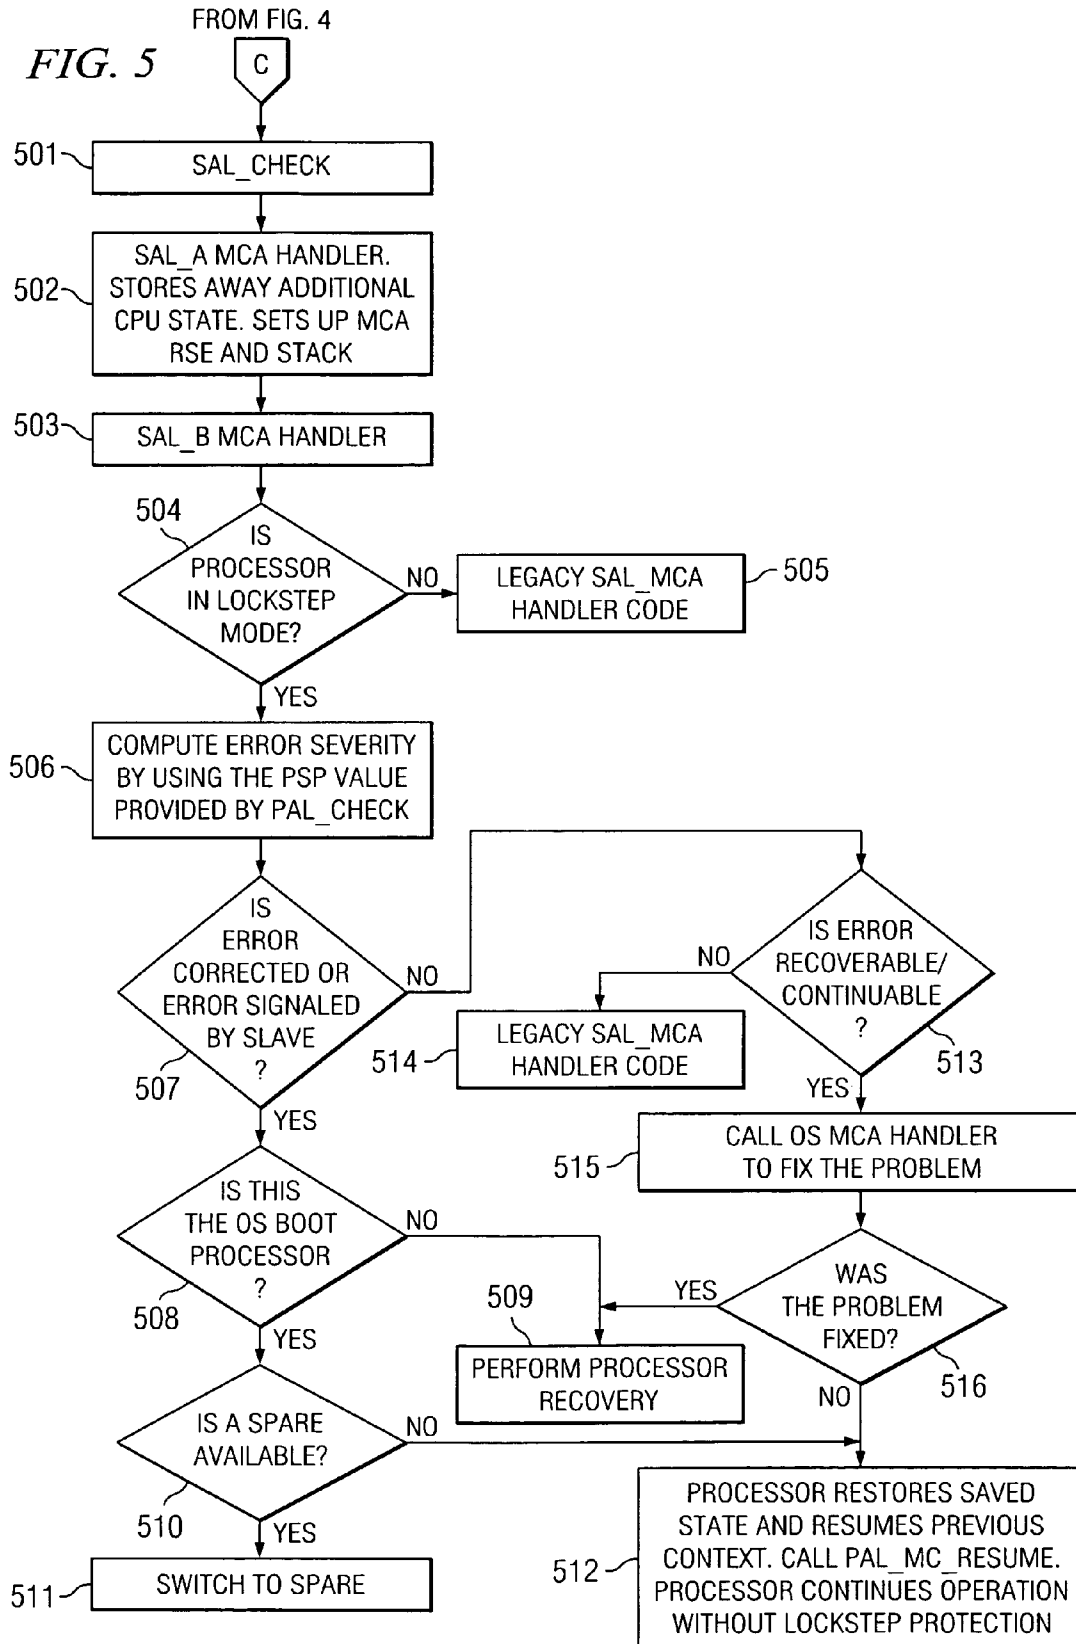 FROM FIG. 4
FIG. 5
C
501
SAL_CHECK
502
SAL_A MCA HANDLER.
STORES AWAY ADDITIONAL
CPU STATE. SETS UP MCA
RSE AND STACK
503
SAL_B MCA HANDLER
504
IS
PROCESSOR
IN LOCKSTEP
MODE?
NO
LEGACY SAL_MCA
HANDLER CODE
505
YES
506
COMPUTE ERROR SEVERITY
BY USING THE PSP VALUE
PROVIDED BY PAL_CHECK
IS
ERROR
CORRECTED OR
ERROR SIGNALED
BY SLAVE
?
507
NO
IS ERROR
RECOVERABLE/
CONTINUABLE
?
513
NO
514
LEGACY SAL_MCA
HANDLER CODE
YES
YES
515
CALL OS MCA HANDLER
TO FIX THE PROBLEM
IS THIS
THE OS BOOT
PROCESSOR
?
508
NO
WAS
THE PROBLEM
FIXED?
516
YES
509
PERFORM PROCESSOR
RECOVERY
YES
NO
IS A SPARE
AVAILABLE?
510
NO
YES
511
SWITCH TO SPARE
512
PROCESSOR RESTORES SAVED
STATE AND RESUMES PREVIOUS
CONTEXT. CALL PAL_MC_RESUME.
PROCESSOR CONTINUES OPERATION
WITHOUT LOCKSTEP PROTECTION